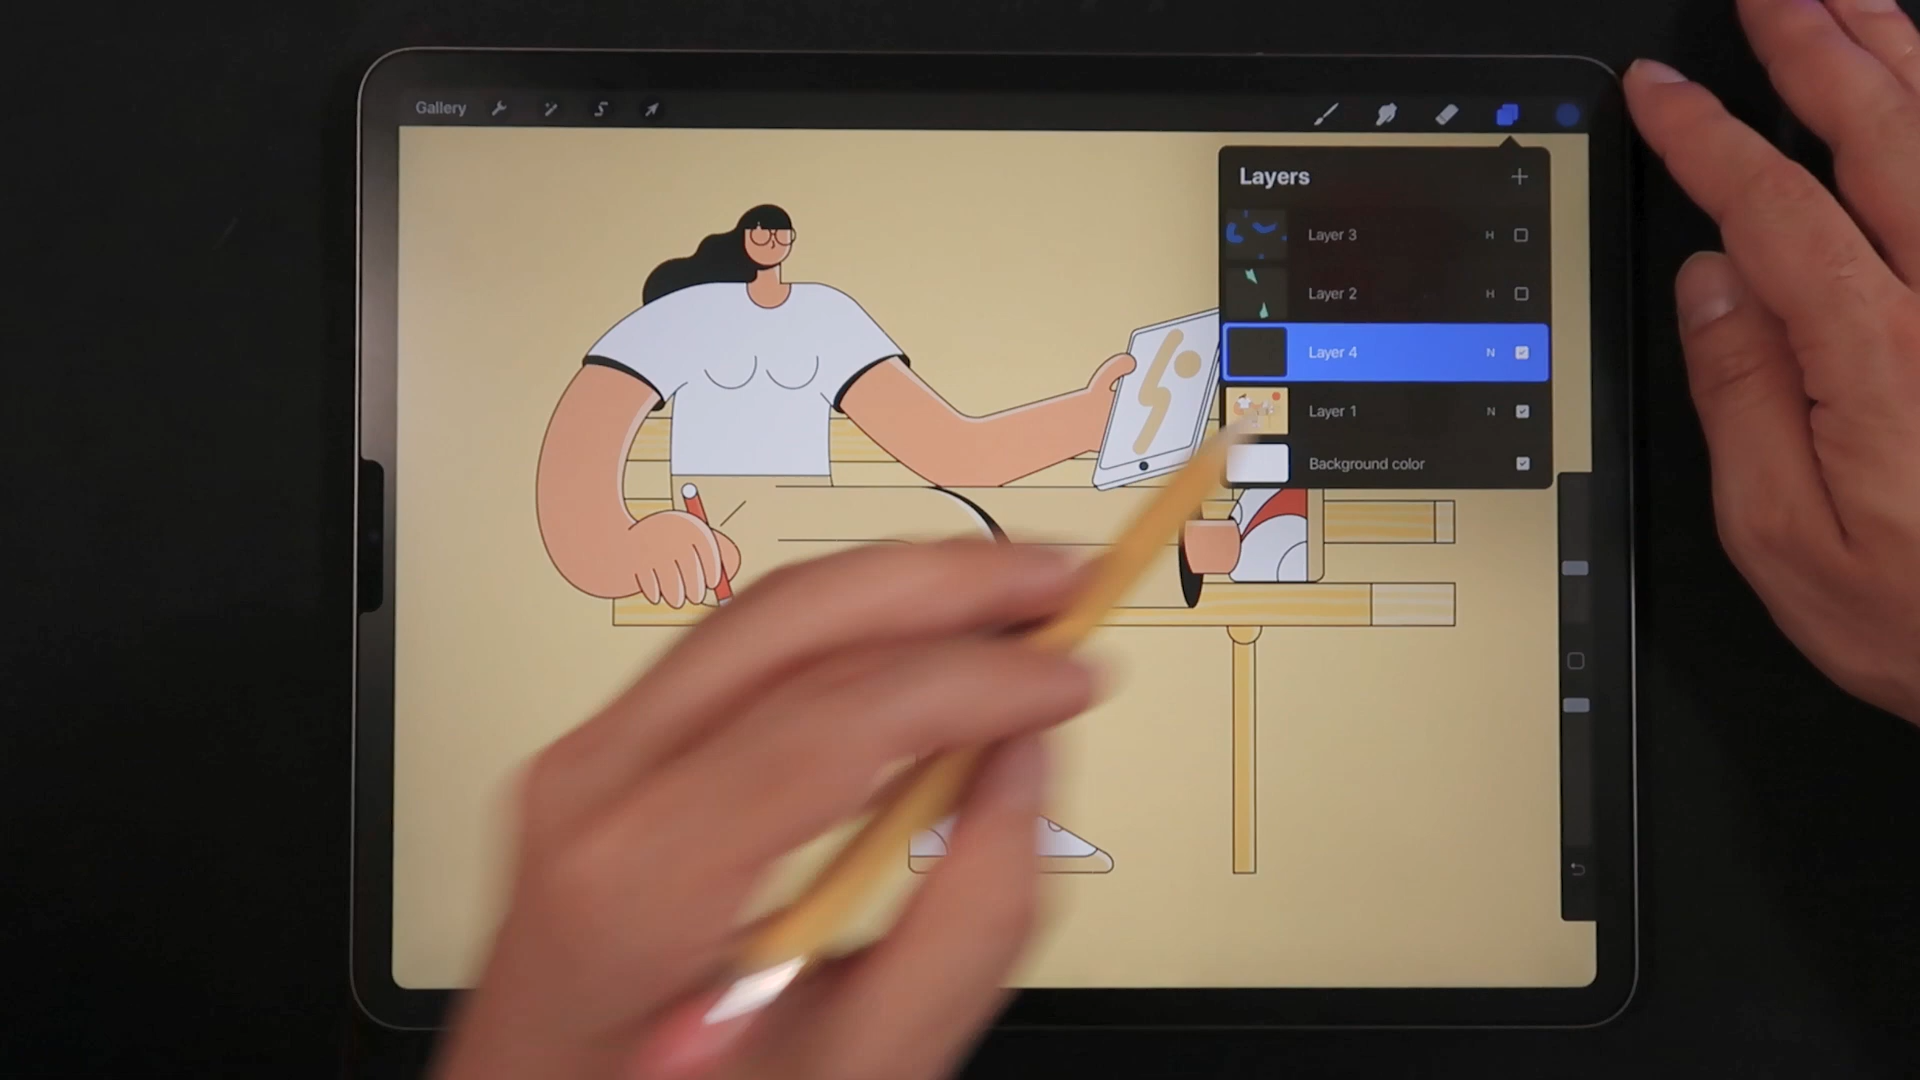 Gallery
Layers
Layer 3 H
Layer 2 H
Layer 4 N
Layer 1 N
Background color